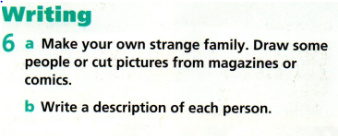 Writing
6 a Make your own strange family. Draw some
people or cut pictures from magazines or
comics.
b Write a description of each person.